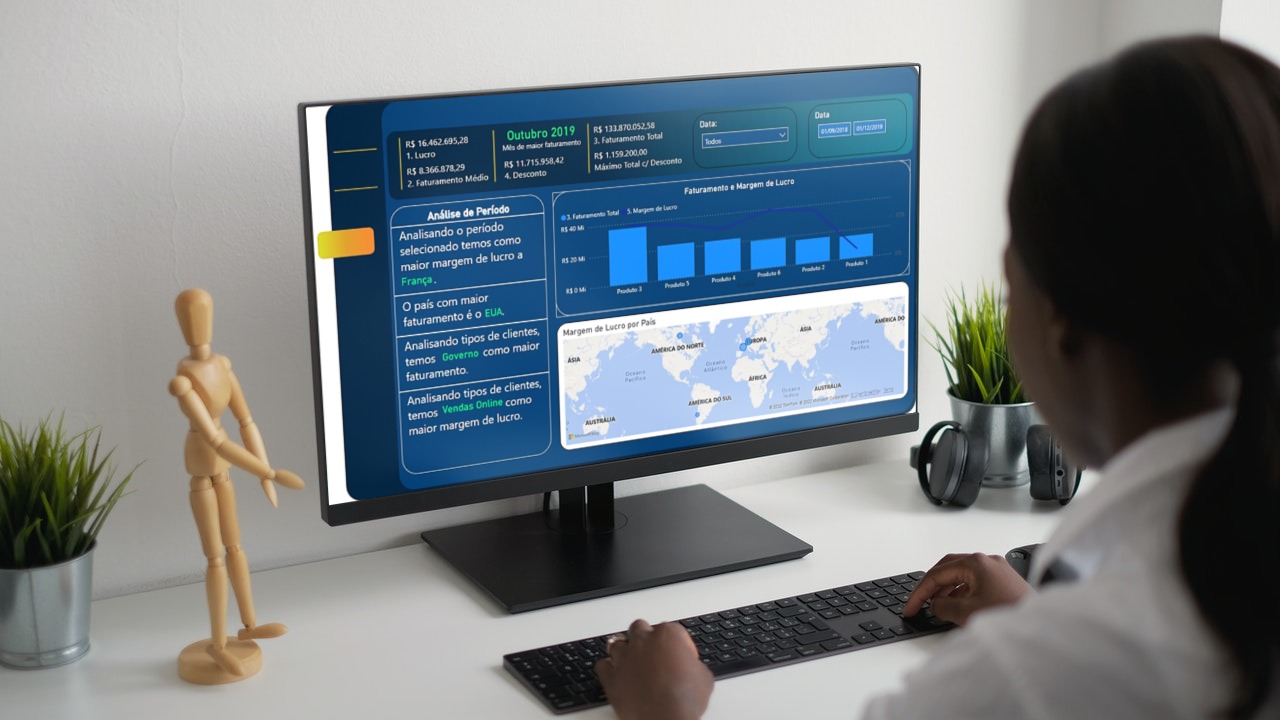 R$ 16.462.695,28
1. Lucro
R$ 8.366.878,29
2. Faturamento Médio
Outubro 2019
Mês de maior faturamento
R$ 11.715.958,42
4. Desconto
R$ 133.870.052,58
3. Faturamento Total
R$ 1.159.200,00
Máximo Total c/ Desconto
Data:
Todos
Data
01/09/2018 01/12/2019
Análise de Período
Analisando o período
selecionado temos como
maior margem de lucro a
França.
O país com maior
faturamento é o EUA.
Analisando tipos de clientes,
temos Governo como maior
faturamento.
Analisando tipos de clientes,
temos Vendas Online como
maior margem de lucro.
Faturamento e Margem de Lucro
3. Faturamento Total 5. Margem de Lucro
R$ 40 Mi
R$ 20 Mi
R$ 0 Mi
Produto 3 Produto 5 Produto 4 Produto 6 Produto 2 Produto 1
Margem de Lucro por País
ÁSIA
AMÉRICA DO NORTE
EUROPA
ÁSIA
AMÉRICA DO
Oceano
Pacífico
Oceano
Atlântico
Oceano
Pacífico
ÁFRICA
AMÉRICA DO SUL
Oceano
AUSTRÁLIA
AUSTRÁLIA